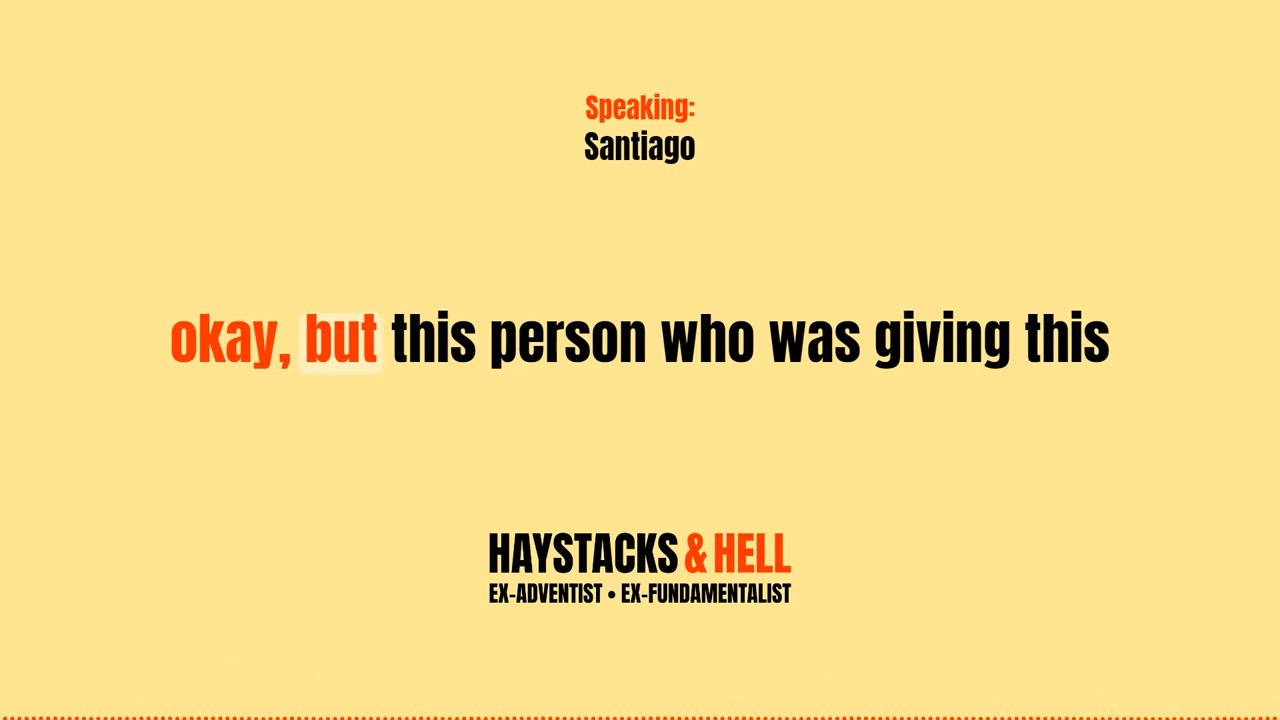 Speaking:
Santiago
okay, but this person who was giving this
HAYSTACKS & HELL
EX-ADVENTIST • EX-FUNDAMENTALIST